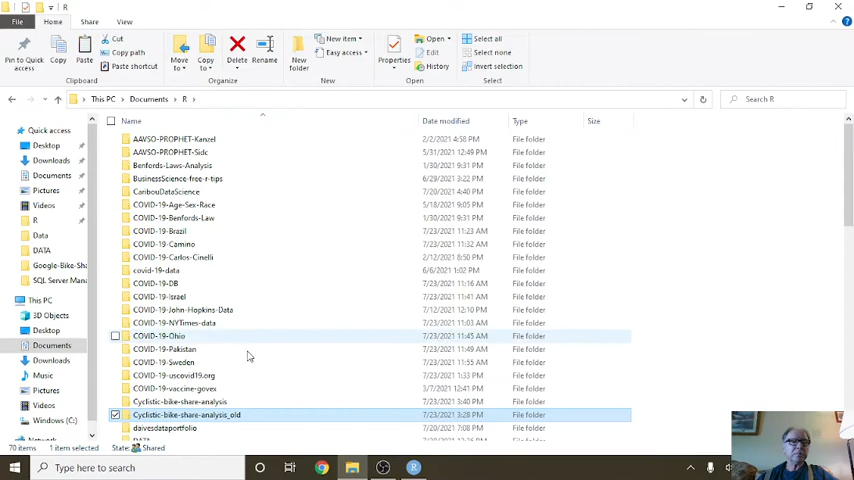 R
File
Home
Share
View
Pin to Quick access
Copy
Paste
Cut
Copy path
Paste shortcut
Move to
Copy to
Delete
Rename
New folder
New item
Easy access
Properties
Open
Edit
History
Select all
Select none
Invert selection
Clipboard
Organize
New
Open
Select
This PC > Documents > R >
Search R
Name Date modified Type Size
Quick access
Desktop
Downloads
Documents
Pictures
Videos
R
Data
DATA
Google-Bike-Sha
SQL Server Mana
This PC
3D Objects
Desktop
Documents
Downloads
Music
Pictures
Videos
Windows (C:)
Network
AAVSO-PROPHET-Kanzel 2/2/2021 4:58 PM File folder
AAVSO-PROPHET-Sidc 5/31/2021 12:49 PM File folder
Benfords-Laws-Analysis 1/30/2021 9:31 PM File folder
BusinessScience-free-r-tips 6/29/2021 3:22 PM File folder
CaribouDataScience 7/20/2021 4:40 PM File folder
COVID-19-Age-Sex-Race 5/18/2021 9:05 PM File folder
COVID-19-Benfords-Law 1/30/2021 9:31 PM File folder
COVID-19-Brazil 7/23/2021 11:23 AM File folder
COVID-19-Camino 7/23/2021 11:32 AM File folder
COVID-19-Carlos-Cinelli 2/12/2021 8:50 PM File folder
covid-19-data 6/6/2021 1:02 PM File folder
COVID-19-DB 7/23/2021 11:16 AM File folder
COVID-19-Israel 7/23/2021 11:41 AM File folder
COVID-19-John-Hopkins-Data 7/12/2021 12:10 PM File folder
COVID-19-NYTimes-data 7/23/2021 11:03 AM File folder
COVID-19-Ohio 7/23/2021 11:45 AM File folder
COVID-19-Pakistan 7/23/2021 11:49 AM File folder
COVID-19-Sweden 7/23/2021 11:55 AM File folder
COVID-19-uscovid19.org 7/23/2021 1:33 PM File folder
COVID-19-vaccine-govex 3/7/2021 12:41 PM File folder
Cyclistic-bike-share-analysis 7/23/2021 3:40 PM File folder
Cyclistic-bike-share-analysis_old 7/23/2021 3:28 PM File folder
daivesdataportfolio 7/20/2021 7:08 PM File folder
DATA File folder
70 items 1 item selected State: Shared
Type here to search